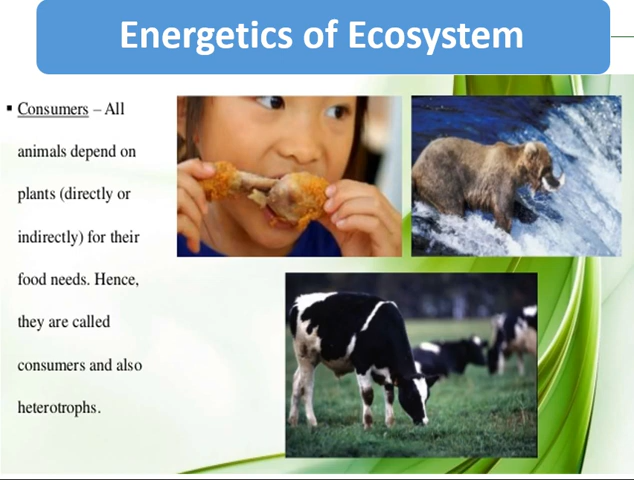 Energetics of Ecosystem
▪ Consumers – All
animals depend on
plants (directly or
indirectly) for their
food needs. Hence,
they are called
consumers and also
heterotrophs.